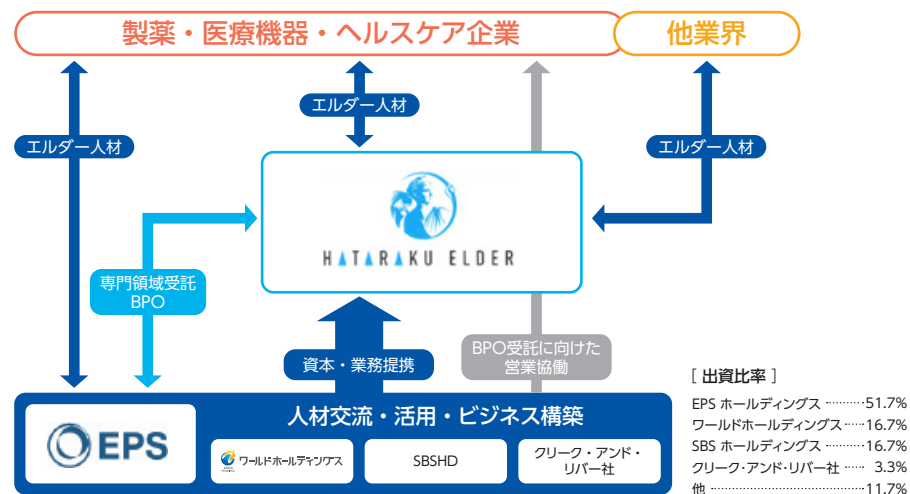 製薬・医療機器・ヘルスケア企業
他業界
エルダー人材
エルダー人材
エルダー人材
HATARAKU ELDER
専門領域受託
BPO
資本・業務提携
BPO受託に向けた
営業協働
人材交流・活用・ビジネス構築
EPS
ワールドホールディングス
SBSHD
クリーク・アンド・
リバー社
[ 出資比率 ]
EPS ホールディングス 51.7%
ワールドホールディングス 16.7%
SBS ホールディングス 16.7%
クリーク・アンド・リバー社 3.3%
他 11.7%